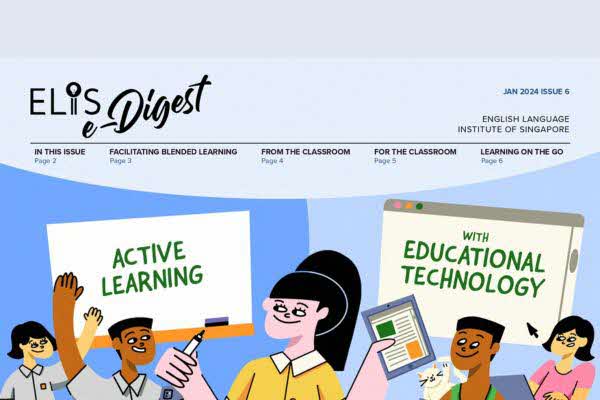 ELIS
e-Digest
JAN 2024 ISSUE 6
ENGLISH LANGUAGE
INSTITUTE OF SINGAPORE
IN THIS ISSUE
Page 2
FACILITATING BLENDED LEARNING
Page 3
FROM THE CLASSROOM
Page 4
FOR THE CLASSROOM
Page 5
LEARNING ON THE GO
Page 6
ACTIVE
LEARNING
WITH
EDUCATIONAL
TECHNOLOGY